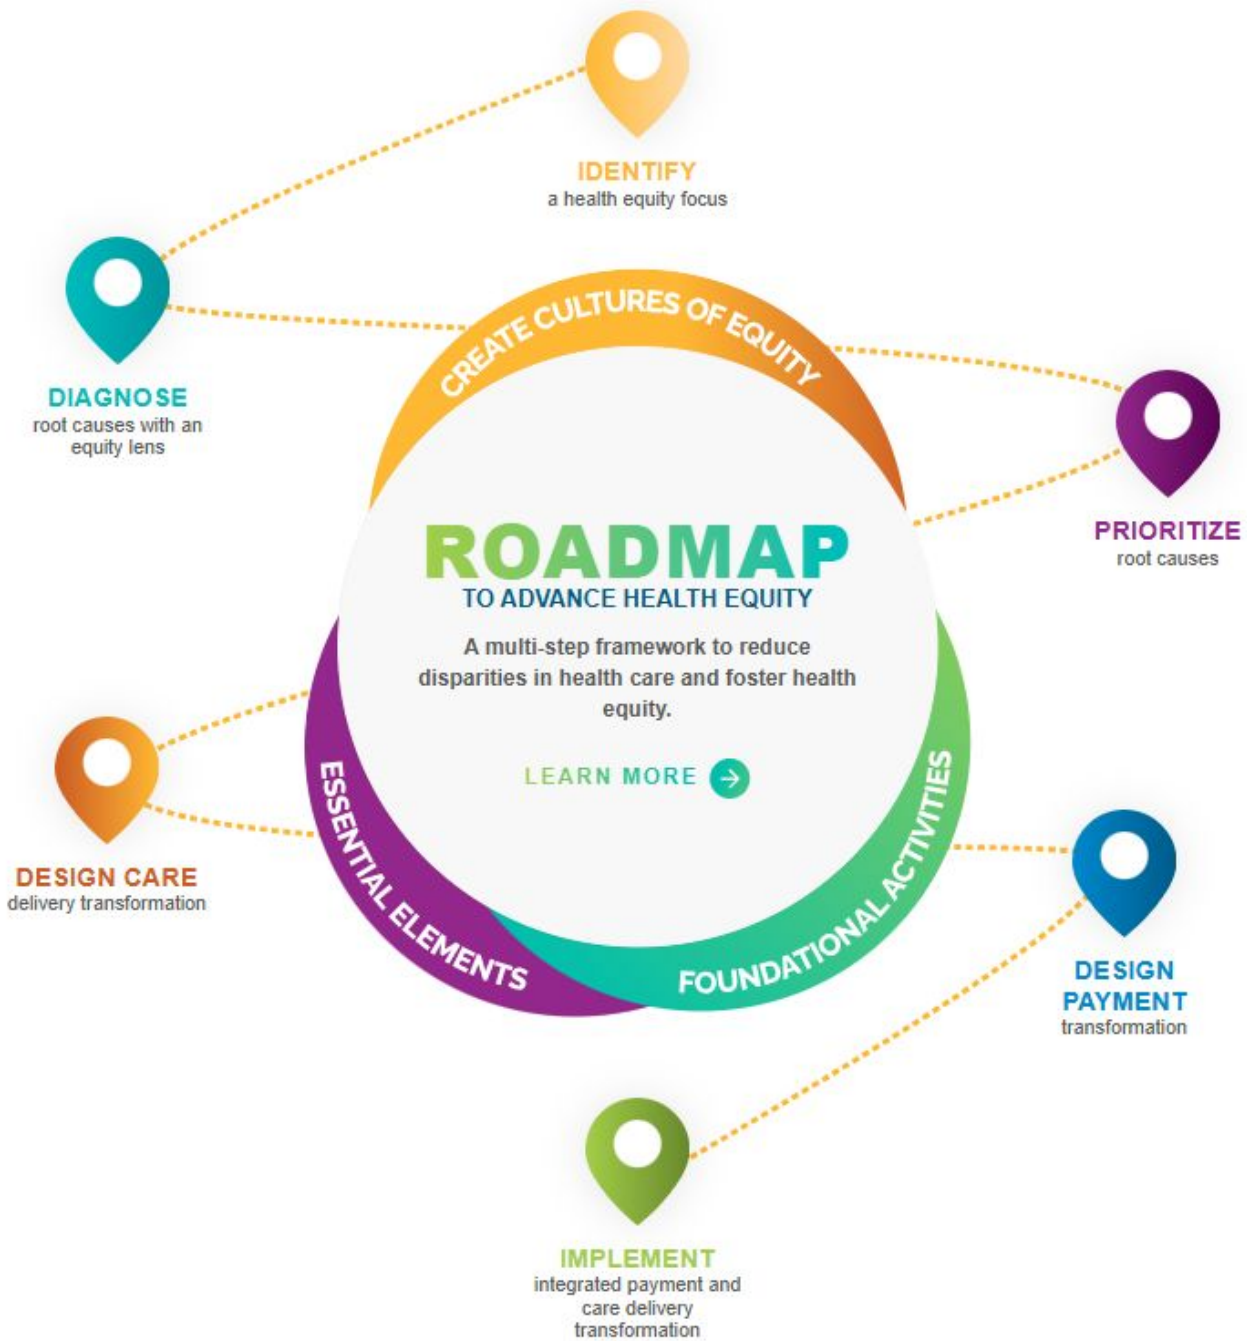 IDENTIFY
a health equity focus
DIAGNOSE
root causes with an
equity lens
CREATE CULTURES OF EQUITY
PRIORITIZE
root causes
ROADMAP
TO ADVANCE HEALTH EQUITY
A multi-step framework to reduce
disparities in health care and foster health
equity.
LEARN MORE
ESSENTIAL ELEMENTS
FOUNDATIONAL ACTIVITIES
DESIGN CARE
delivery transformation
DESIGN
PAYMENT
transformation
IMPLEMENT
integrated payment and
care delivery
transformation